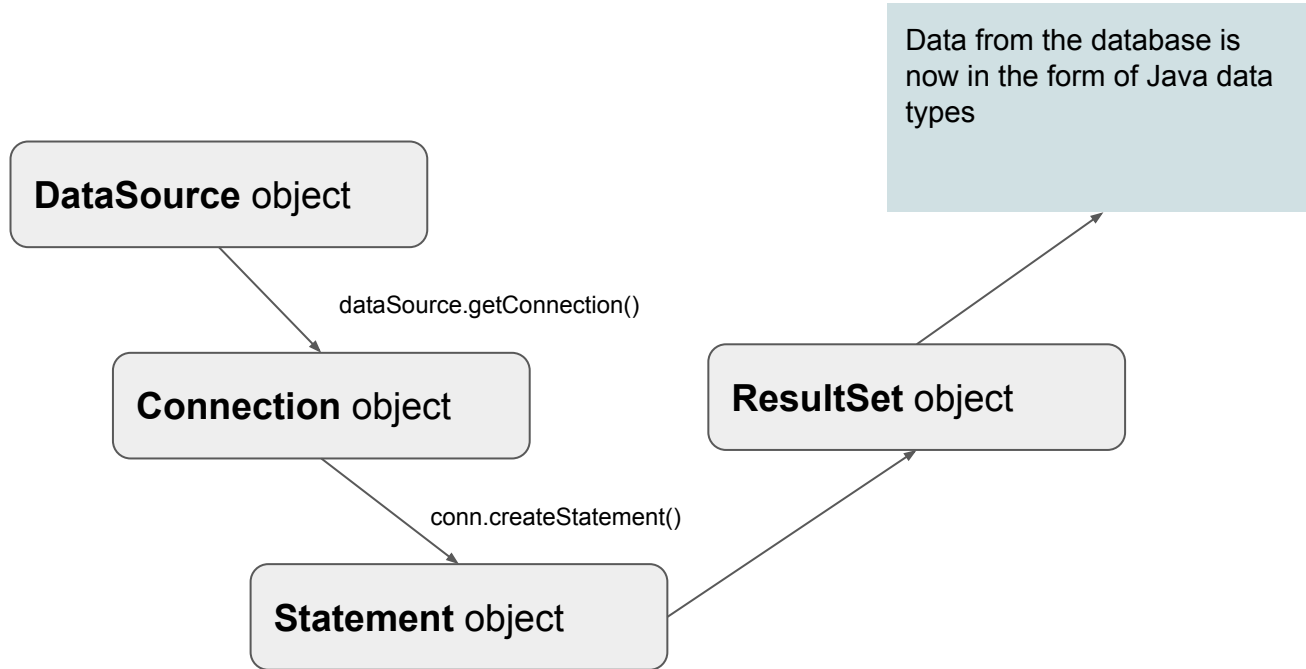 Data from the database is
now in the form of Java data
types
DataSource object
dataSource.getConnection()
Connection object
ResultSet object
conn.createStatement()
Statement object